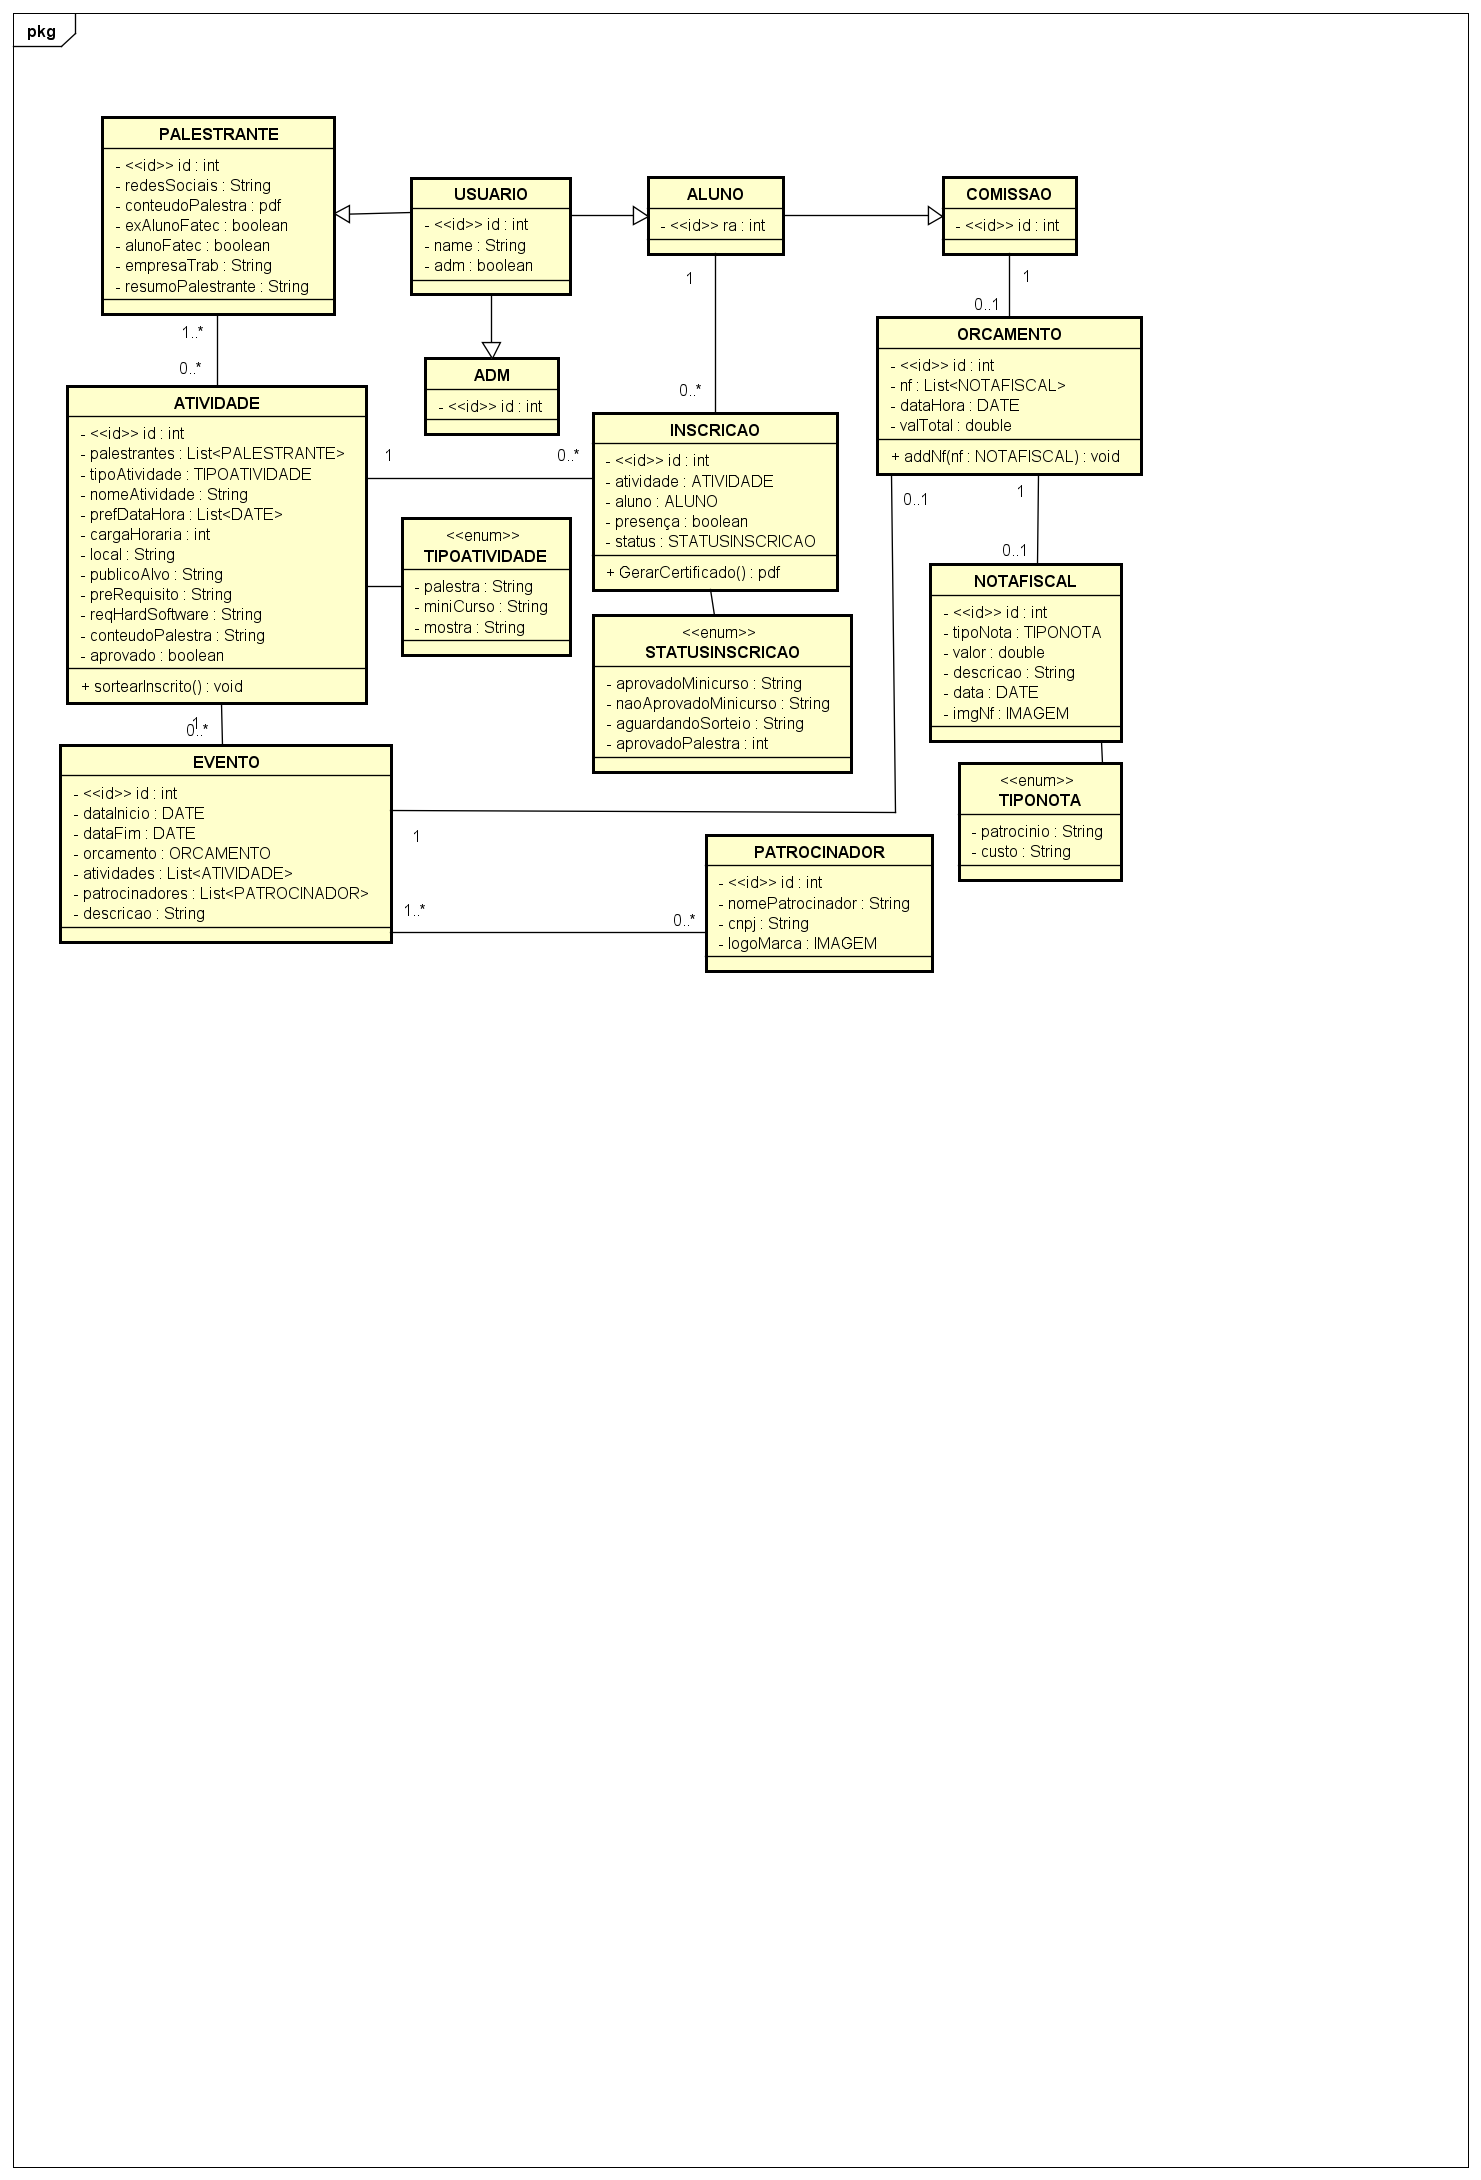 pkg
PALESTRANTE
- <<id>> id : int
- redesSociais : String
- conteudoPalestra : pdf
- exAlunoFatec : boolean
- alunoFatec : boolean
- empresaTrab : String
- resumoPalestrante : String
USUARIO
- <<id>> id : int
- name : String
- adm : boolean
ALUNO
- <<id>> ra : int
COMISSAO
- <<id>> id : int
1
0..1
1
0..*
1..*
0..*
ADM
- <<id>> id : int
ORCAMENTO
- <<id>> id : int
- nf : List<NOTAFISCAL>
- dataHora : DATE
- valTotal : double
+ addNf(nf : NOTAFISCAL) : void
ATIVIDADE
- <<id>> id : int
- palestrantes : List<PALESTRANTE>
- tipoAtividade : TIPOATIVIDADE
- nomeAtividade : String
- prefDataHora : List<DATE>
- cargaHoraria : int
- local : String
- publicoAlvo : String
- preRequisito : String
- reqHardSoftware : String
- conteudoPalestra : String
- aprovado : boolean
+ sortearInscrito() : void
1
0..*
INSCRICAO
- <<id>> id : int
- atividade : ATIVIDADE
- aluno : ALUNO
- presença : boolean
- status : STATUSINSCRICAO
+ GerarCertificado() : pdf
0..1
1
0..1
<<enum>>
TIPOATIVIDADE
- palestra : String
- miniCurso : String
- mostra : String
NOTAFISCAL
- <<id>> id : int
- tipoNota : TIPONOTA
- valor : double
- descricao : String
- data : DATE
- imgNf : IMAGEM
<<enum>>
STATUSINSCRICAO
- aprovadoMinicurso : String
- naoAprovadoMinicurso : String
- aguardandoSorteio : String
- aprovadoPalestra : int
1
0..*
EVENTO
- <<id>> id : int
- dataInicio : DATE
- dataFim : DATE
- orcamento : ORCAMENTO
- atividades : List<ATIVIDADE>
- patrocinadores : List<PATROCINADOR>
- descricao : String
1
1..*
0..*
<<enum>>
TIPONOTA
- patrocinio : String
- custo : String
PATROCINADOR
- <<id>> id : int
- nomePatrocinador : String
- cnpj : String
- logoMarca : IMAGEM